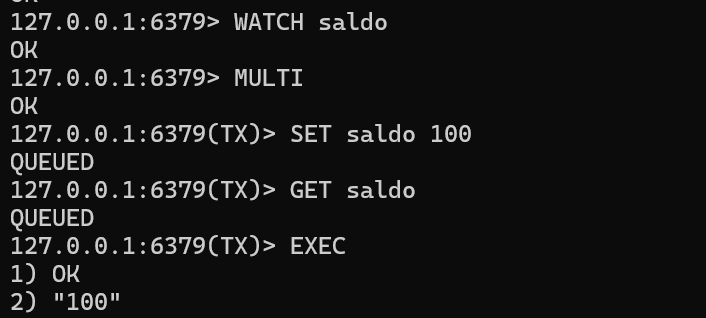 127.0.0.1:6379> WATCH saldo
OK
127.0.0.1:6379> MULTI
OK
127.0.0.1:6379(TX)> SET saldo 100
QUEUED
127.0.0.1:6379(TX)> GET saldo
QUEUED
127.0.0.1:6379(TX)> EXEC
1) OK
2) "100"